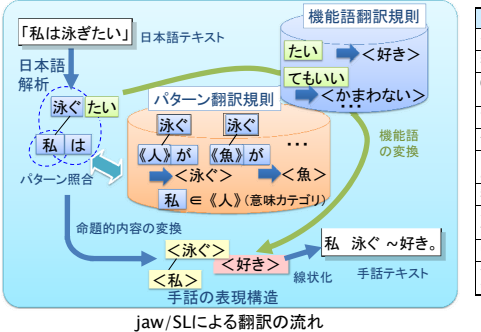 機能語翻訳規則
「私は泳ぎたい」
日本語テキスト
たい
＜好き＞
てもいい
＜かまわない＞
…
日本語
解析
泳ぐ たい
私 は
パターン照合
パターン翻訳規則
泳ぐ
泳ぐ
《人》が
《魚》が
…
＜泳ぐ＞
＜魚＞
私 ∈ 《人》(意味カテゴリ)
機能語
の変換
命題的内容の変換
＜泳ぐ＞
＜好き＞
＜私＞
手話の表現構造
線状化
私 泳ぐ ～好き。
手話テキスト
jaw/SLによる翻訳の流れ